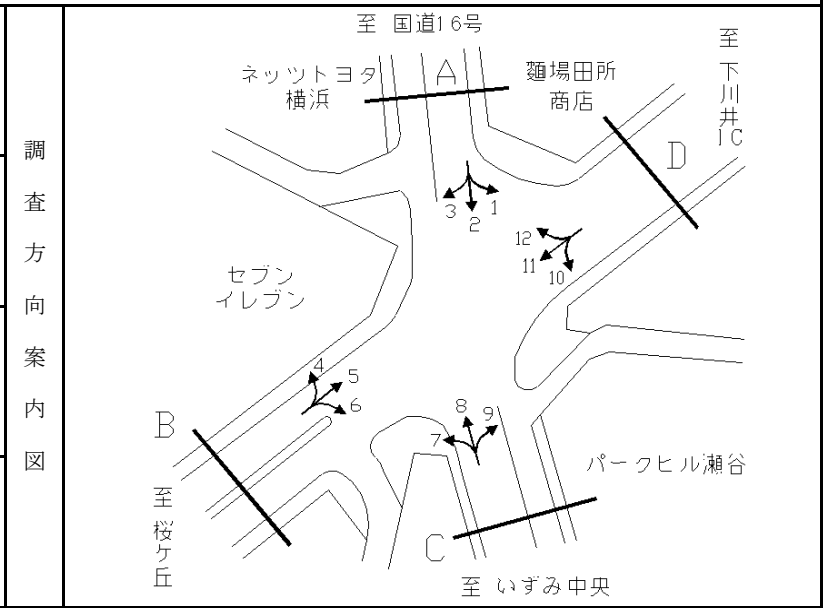 調査方向案内図
至 国道16号
ネッツトヨタ
横浜
A
麺場田所
商店
至 下川井IC
D
3
2
1
12
11
10
セブン
イレブン
4
5
6
B
8
9
7
パークヒル瀬谷
至 桜ヶ丘
C
至 いずみ中央